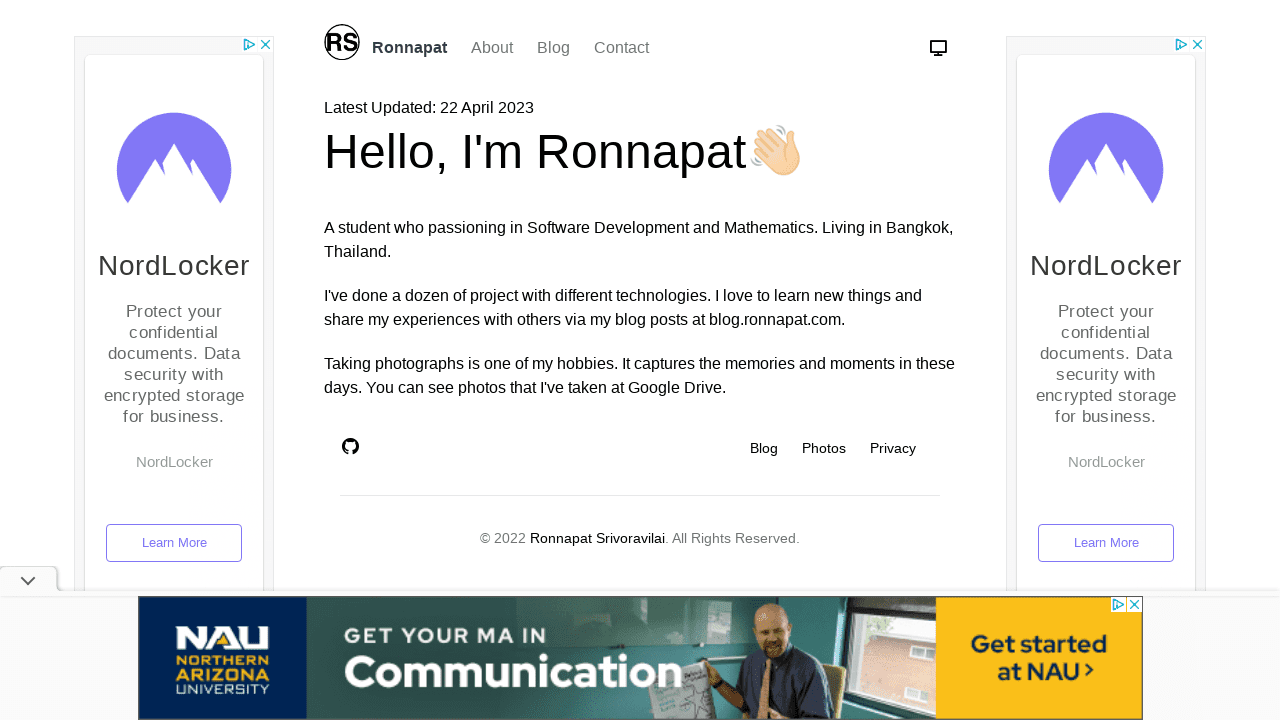 RS
Ronnapat
About
Blog
Contact
Latest Updated: 22 April 2023
Hello, I'm Ronnapat👋🏻
A student who passioning in Software Development and Mathematics. Living in Bangkok,
Thailand.
I've done a dozen of project with different technologies. I love to learn new things and
share my experiences with others via my blog posts at blog.ronnapat.com.
Taking photographs is one of my hobbies. It captures the memories and moments in these
days. You can see photos that I've taken at Google Drive.
Blog
Photos
Privacy
© 2022 Ronnapat Srivoravilai. All Rights Reserved.
NordLocker
Protect your
confidential
documents. Data
security with
encrypted storage
for business.
NordLocker
Learn More
NordLocker
Protect your
confidential
documents. Data
security with
encrypted storage
for business.
NordLocker
Learn More
NAU
NORTHERN
ARIZONA
UNIVERSITY
GET YOUR MA IN
Communication
Get started
at NAU >